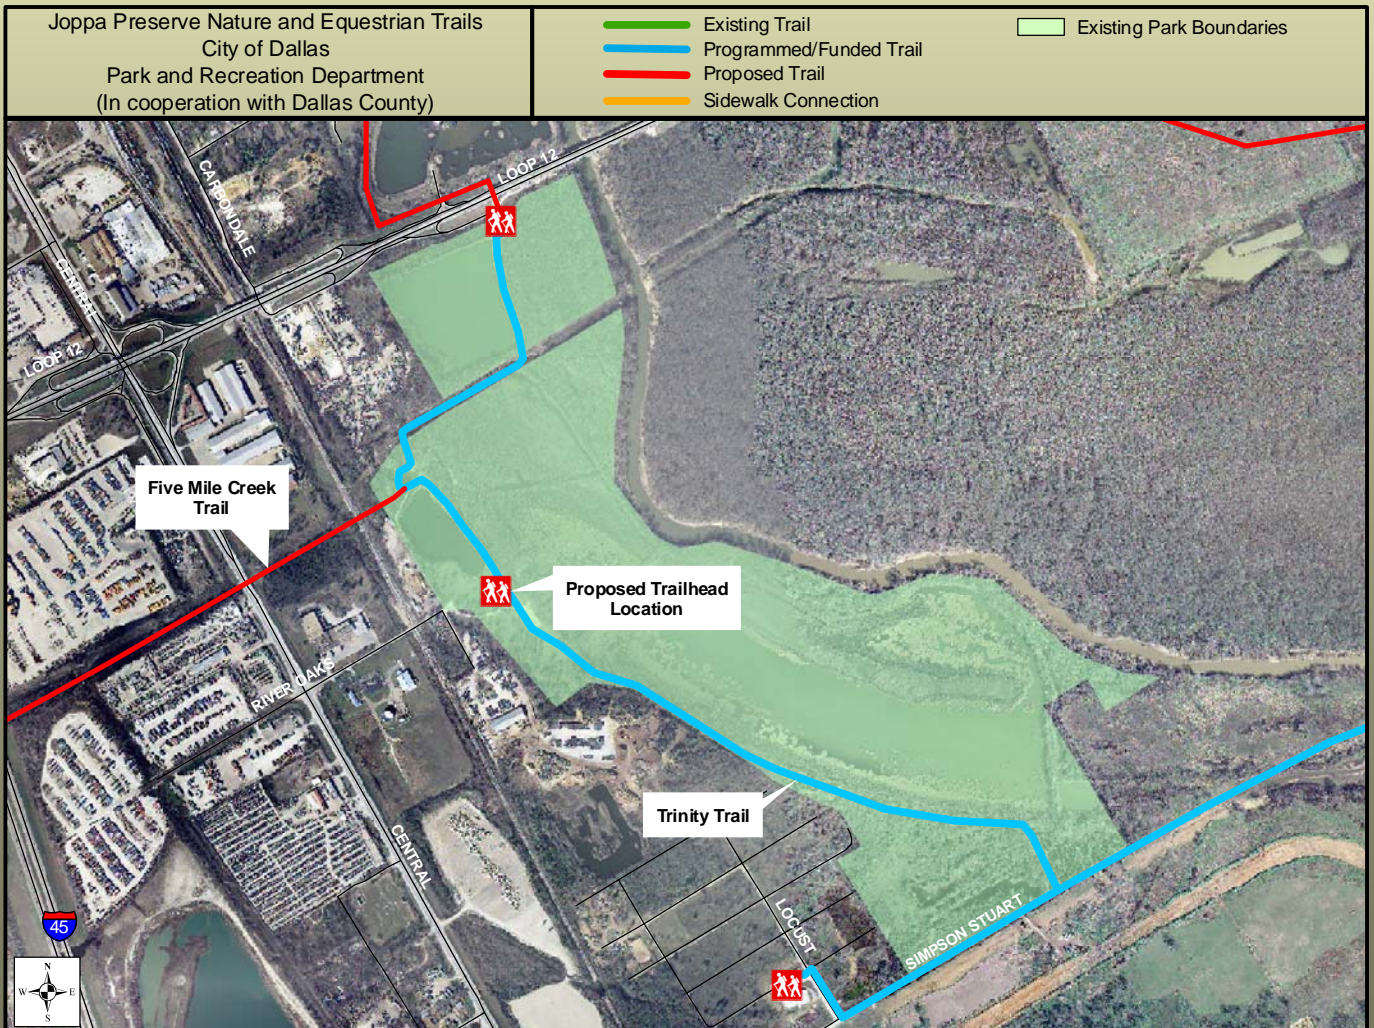 Joppa Preserve Nature and Equestrian Trails
City of Dallas
Park and Recreation Department
(In cooperation with Dallas County)
Existing Trail
Programmed/Funded Trail
Proposed Trail
Sidewalk Connection
Existing Park Boundaries
CARBONDALE
LOOP 12
CENTRAL
LOOP 12
Five Mile Creek
Trail
Proposed Trailhead
Location
RIVER OAKS
Trinity Trail
CENTRAL
LOCUST
SIMPSON STUART
45
N
W E
S